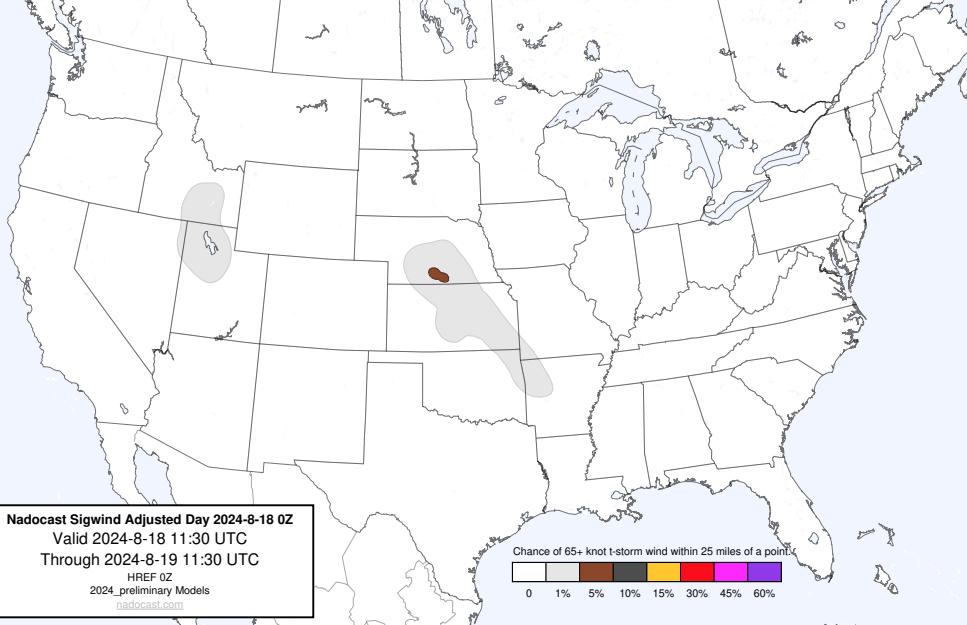 Nadocast Sigwind Adjusted Day 2024-8-18 0Z
Valid 2024-8-18 11:30 UTC
Through 2024-8-19 11:30 UTC
HREF 0Z
2024_preliminary Models
nadocast.com
Chance of 65+ knot t-storm wind within 25 miles of a point.
0 1% 5% 10% 15% 30% 45% 60%